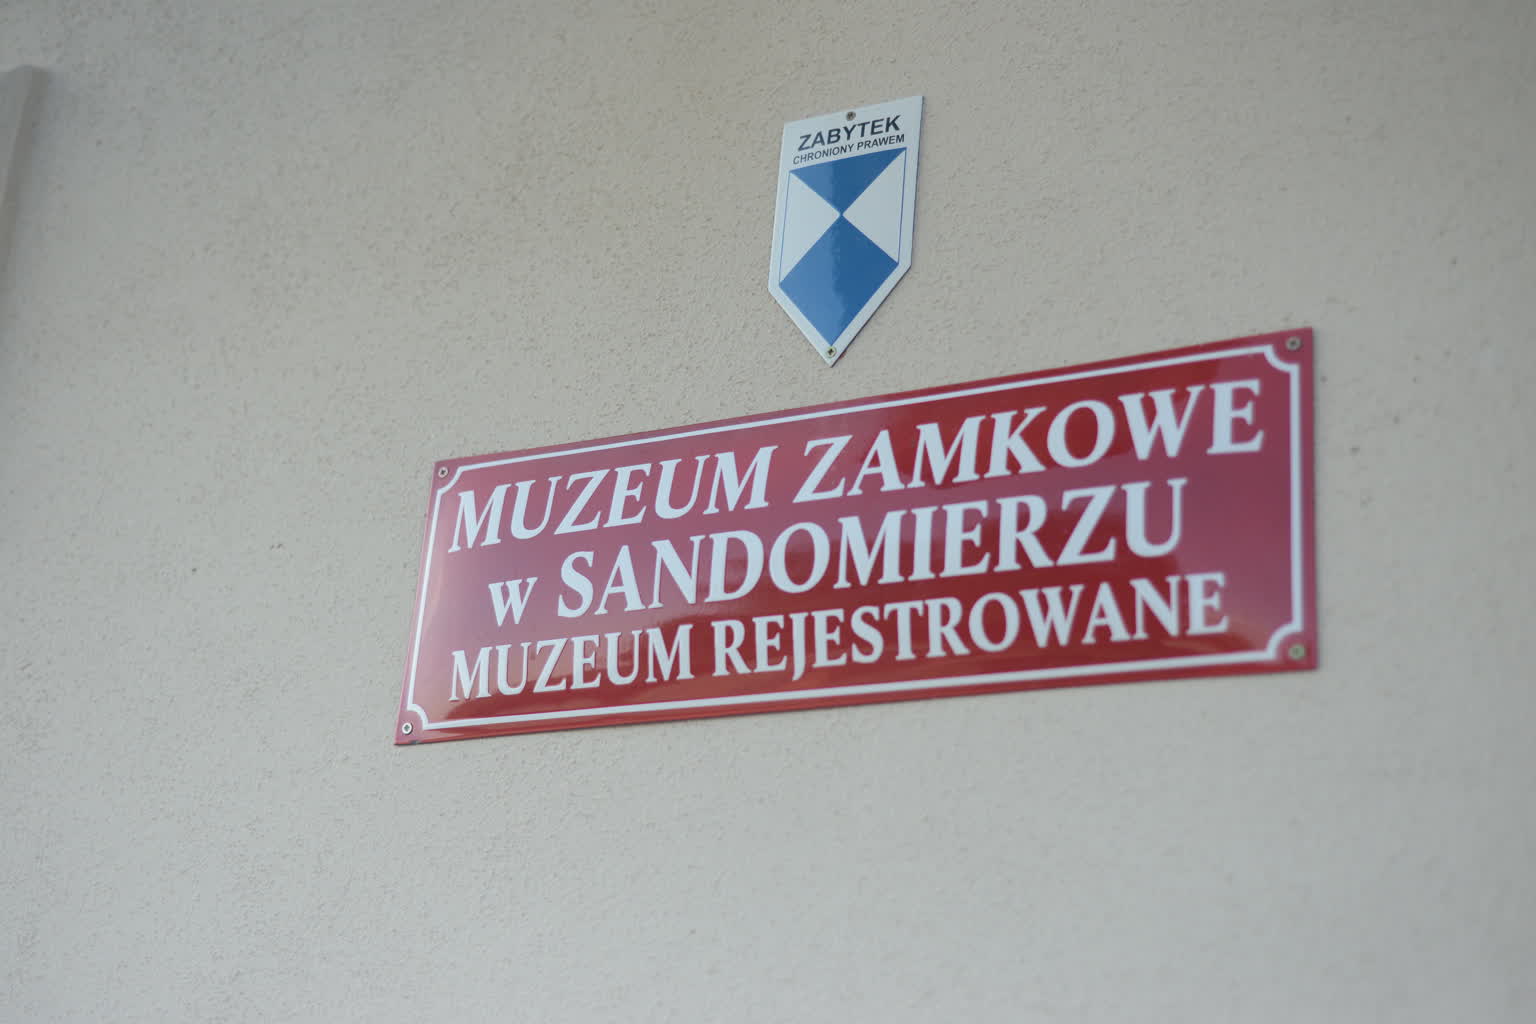 ZABYTEK
CHRONIONY PRAWEM
MUZEUM ZAMKOWE
w SANDOMIERZU
MUZEUM REJESTROWANE